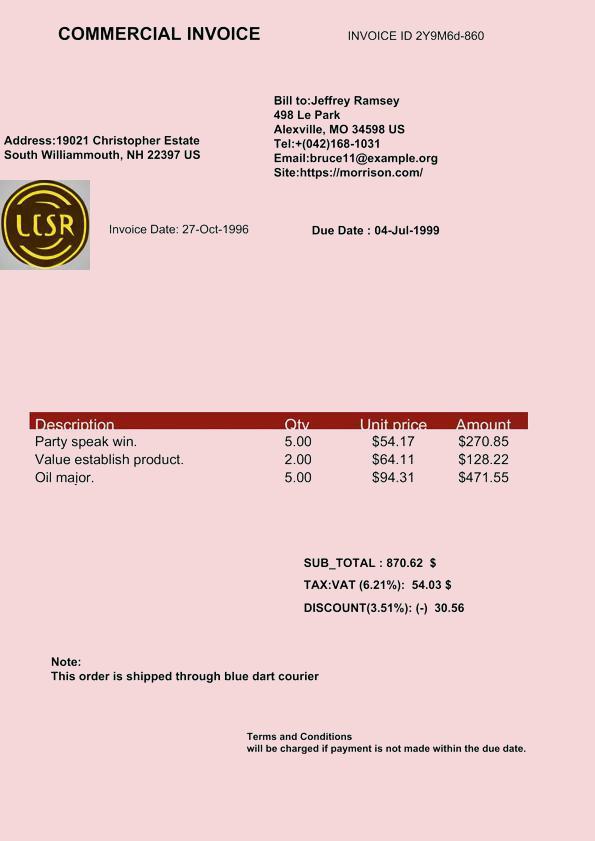 COMMERCIAL INVOICE
INVOICE ID 2Y9M6d-860
Bill to:Jeffrey Ramsey
498 Le Park
Alexville, MO 34598 US
Tel:+(042)168-1031
Email:bruce11@example.org
Site:https://morrison.com/
Address:19021 Christopher Estate
South Williammouth, NH 22397 US
LCSR
Invoice Date: 27-Oct-1996
Due Date : 04-Jul-1999
Description Qty Unit price Amount
Party speak win. 5.00 $54.17 $270.85
Value establish product. 2.00 $64.11 $128.22
Oil major. 5.00 $94.31 $471.55
SUB_TOTAL : 870.62 $
TAX:VAT (6.21%): 54.03 $
DISCOUNT(3.51%): (-) 30.56
Note:
This order is shipped through blue dart courier
Terms and Conditions
will be charged if payment is not made within the due date.